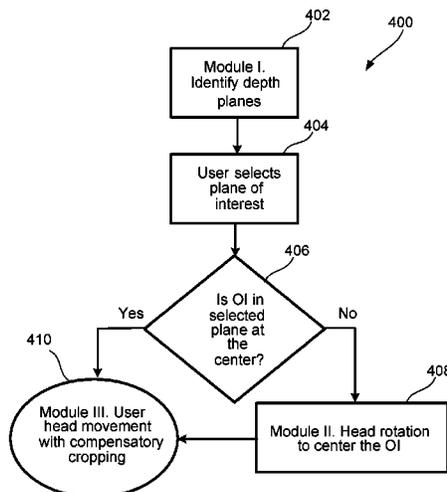 402
400
Module I.
Identify depth
planes
404
User selects
plane of
interest
406
Is OI in
selected plane at
the
center?
Yes
No
410
408
Module III. User
head movement
with compensatory
cropping
Module II. Head rotation
to center the OI